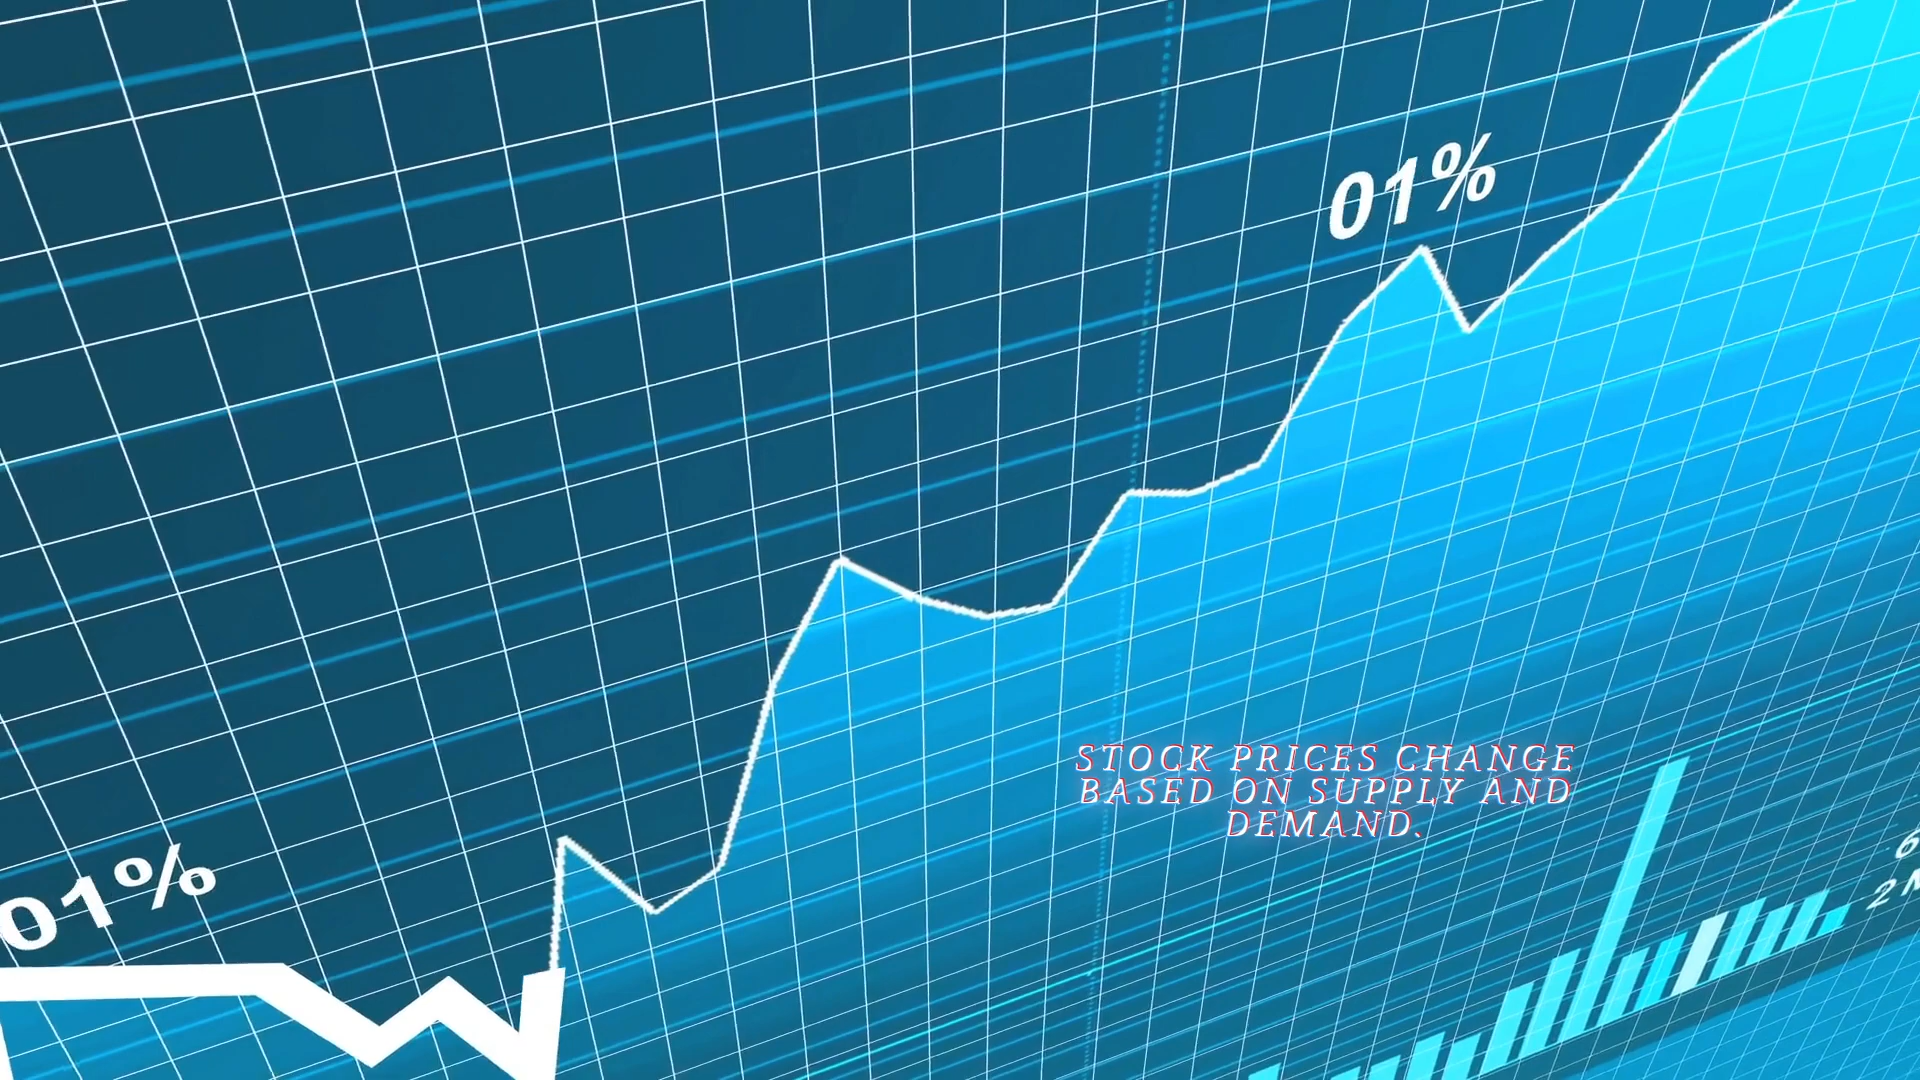 01%
STOCK PRICES CHANGE
BASED ON SUPPLY AND
DEMAND.
01%